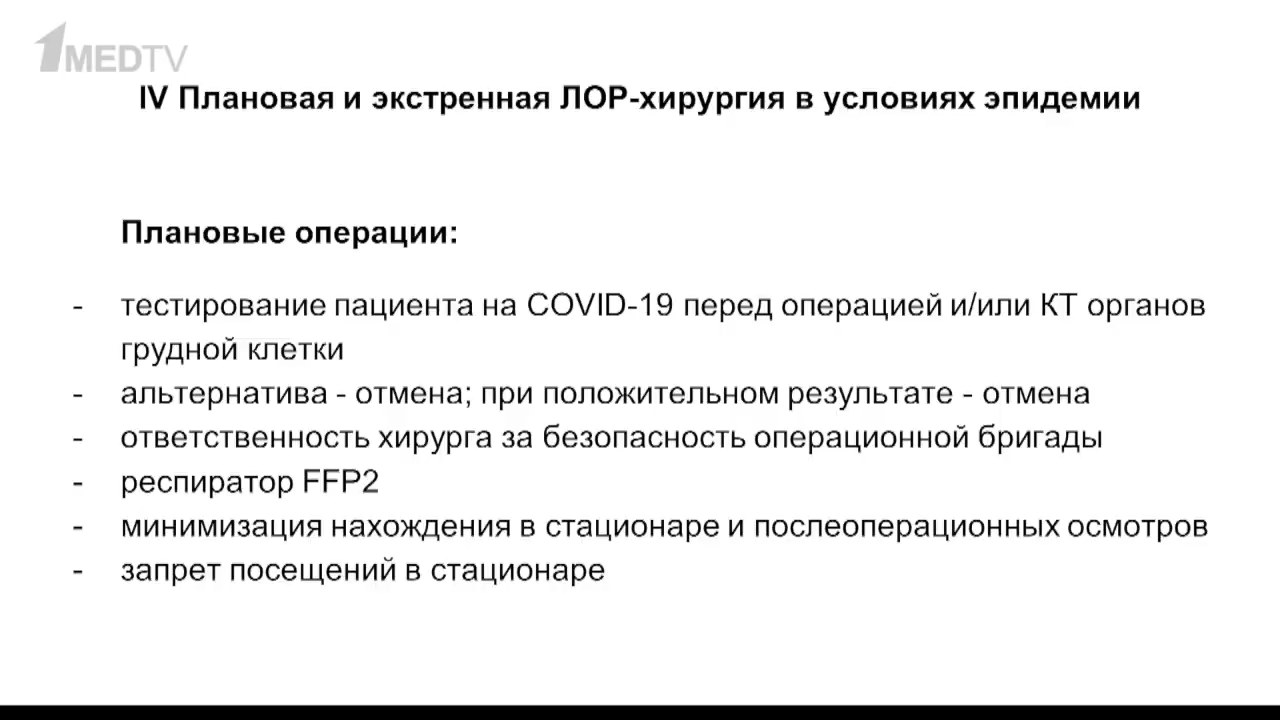 1MEDTV
IV Плановая и экстренная ЛОР-хирургия в условиях эпидемии
Плановые операции:
- тестирование пациента на COVID-19 перед операцией и/или КТ органов
грудной клетки
- альтернатива - отмена; при положительном результате - отмена
- ответственность хирурга за безопасность операционной бригады
- респиратор FFP2
- минимизация нахождения в стационаре и послеоперационных осмотров
- запрет посещений в стационаре